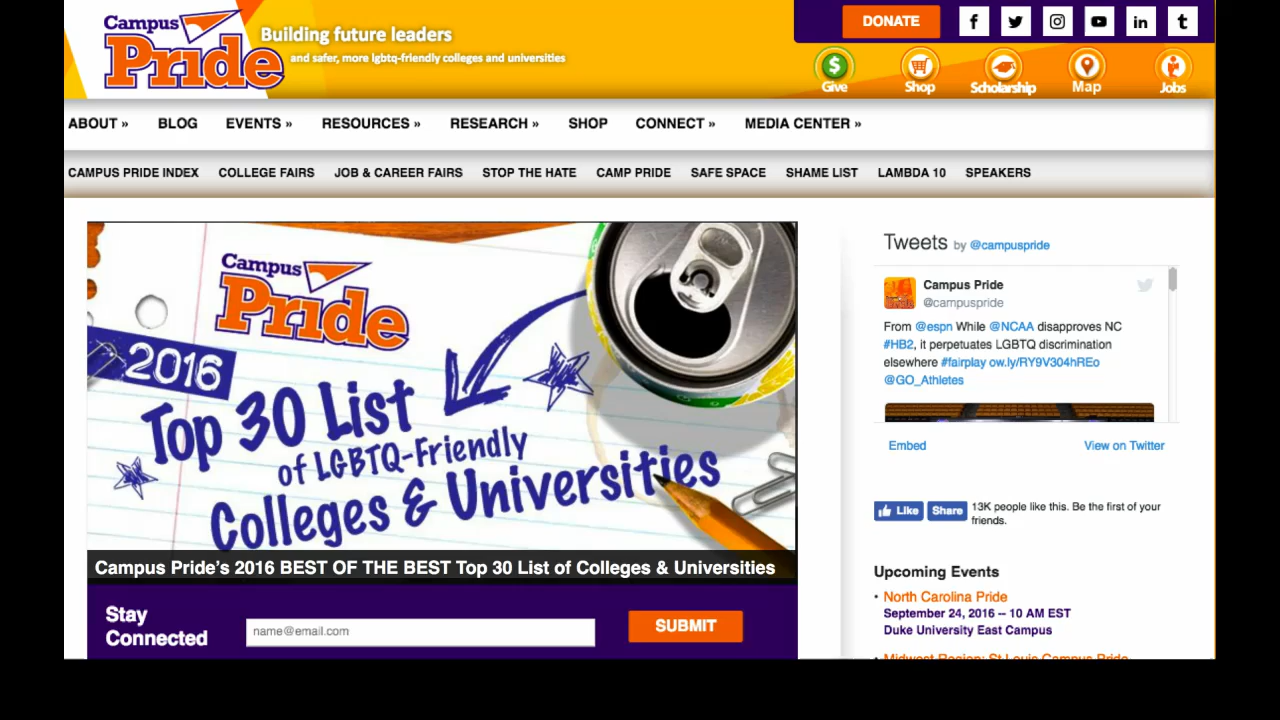 Campus
Pride
Building future leaders
and safer, more lgbtq-friendly colleges and universities
DONATE
Give
Shop
Scholarship
Map
Jobs
ABOUT » BLOG EVENTS » RESOURCES » RESEARCH » SHOP CONNECT » MEDIA CENTER »
CAMPUS PRIDE INDEX COLLEGE FAIRS JOB & CAREER FAIRS STOP THE HATE CAMP PRIDE SAFE SPACE SHAME LIST LAMBDA 10 SPEAKERS
Campus
Pride
2016
Top 30 List
of LGBTQ-Friendly
Colleges & Universities
Campus Pride's 2016 BEST OF THE BEST Top 30 List of Colleges & Universities
Stay
Connected
name@email.com
SUBMIT
Tweets by @campuspride
Campus Pride
@campuspride
From @espn While @NCAA disapproves NC
#HB2, it perpetuates LGBTQ discrimination
elsewhere #fairplay ow.ly/RY9V304hREo
@GO_Athletes
Embed
View on Twitter
Like Share 13K people like this. Be the first of your
friends.
Upcoming Events
• North Carolina Pride
September 24, 2016 -- 10 AM EST
Duke University East Campus
• Midwest Region: St Louis Campus Pride